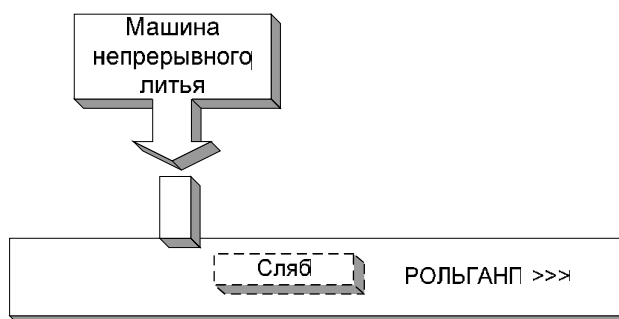 Машина
непрерывного
литья
Сляб
РОЛЬГАНГ >>>